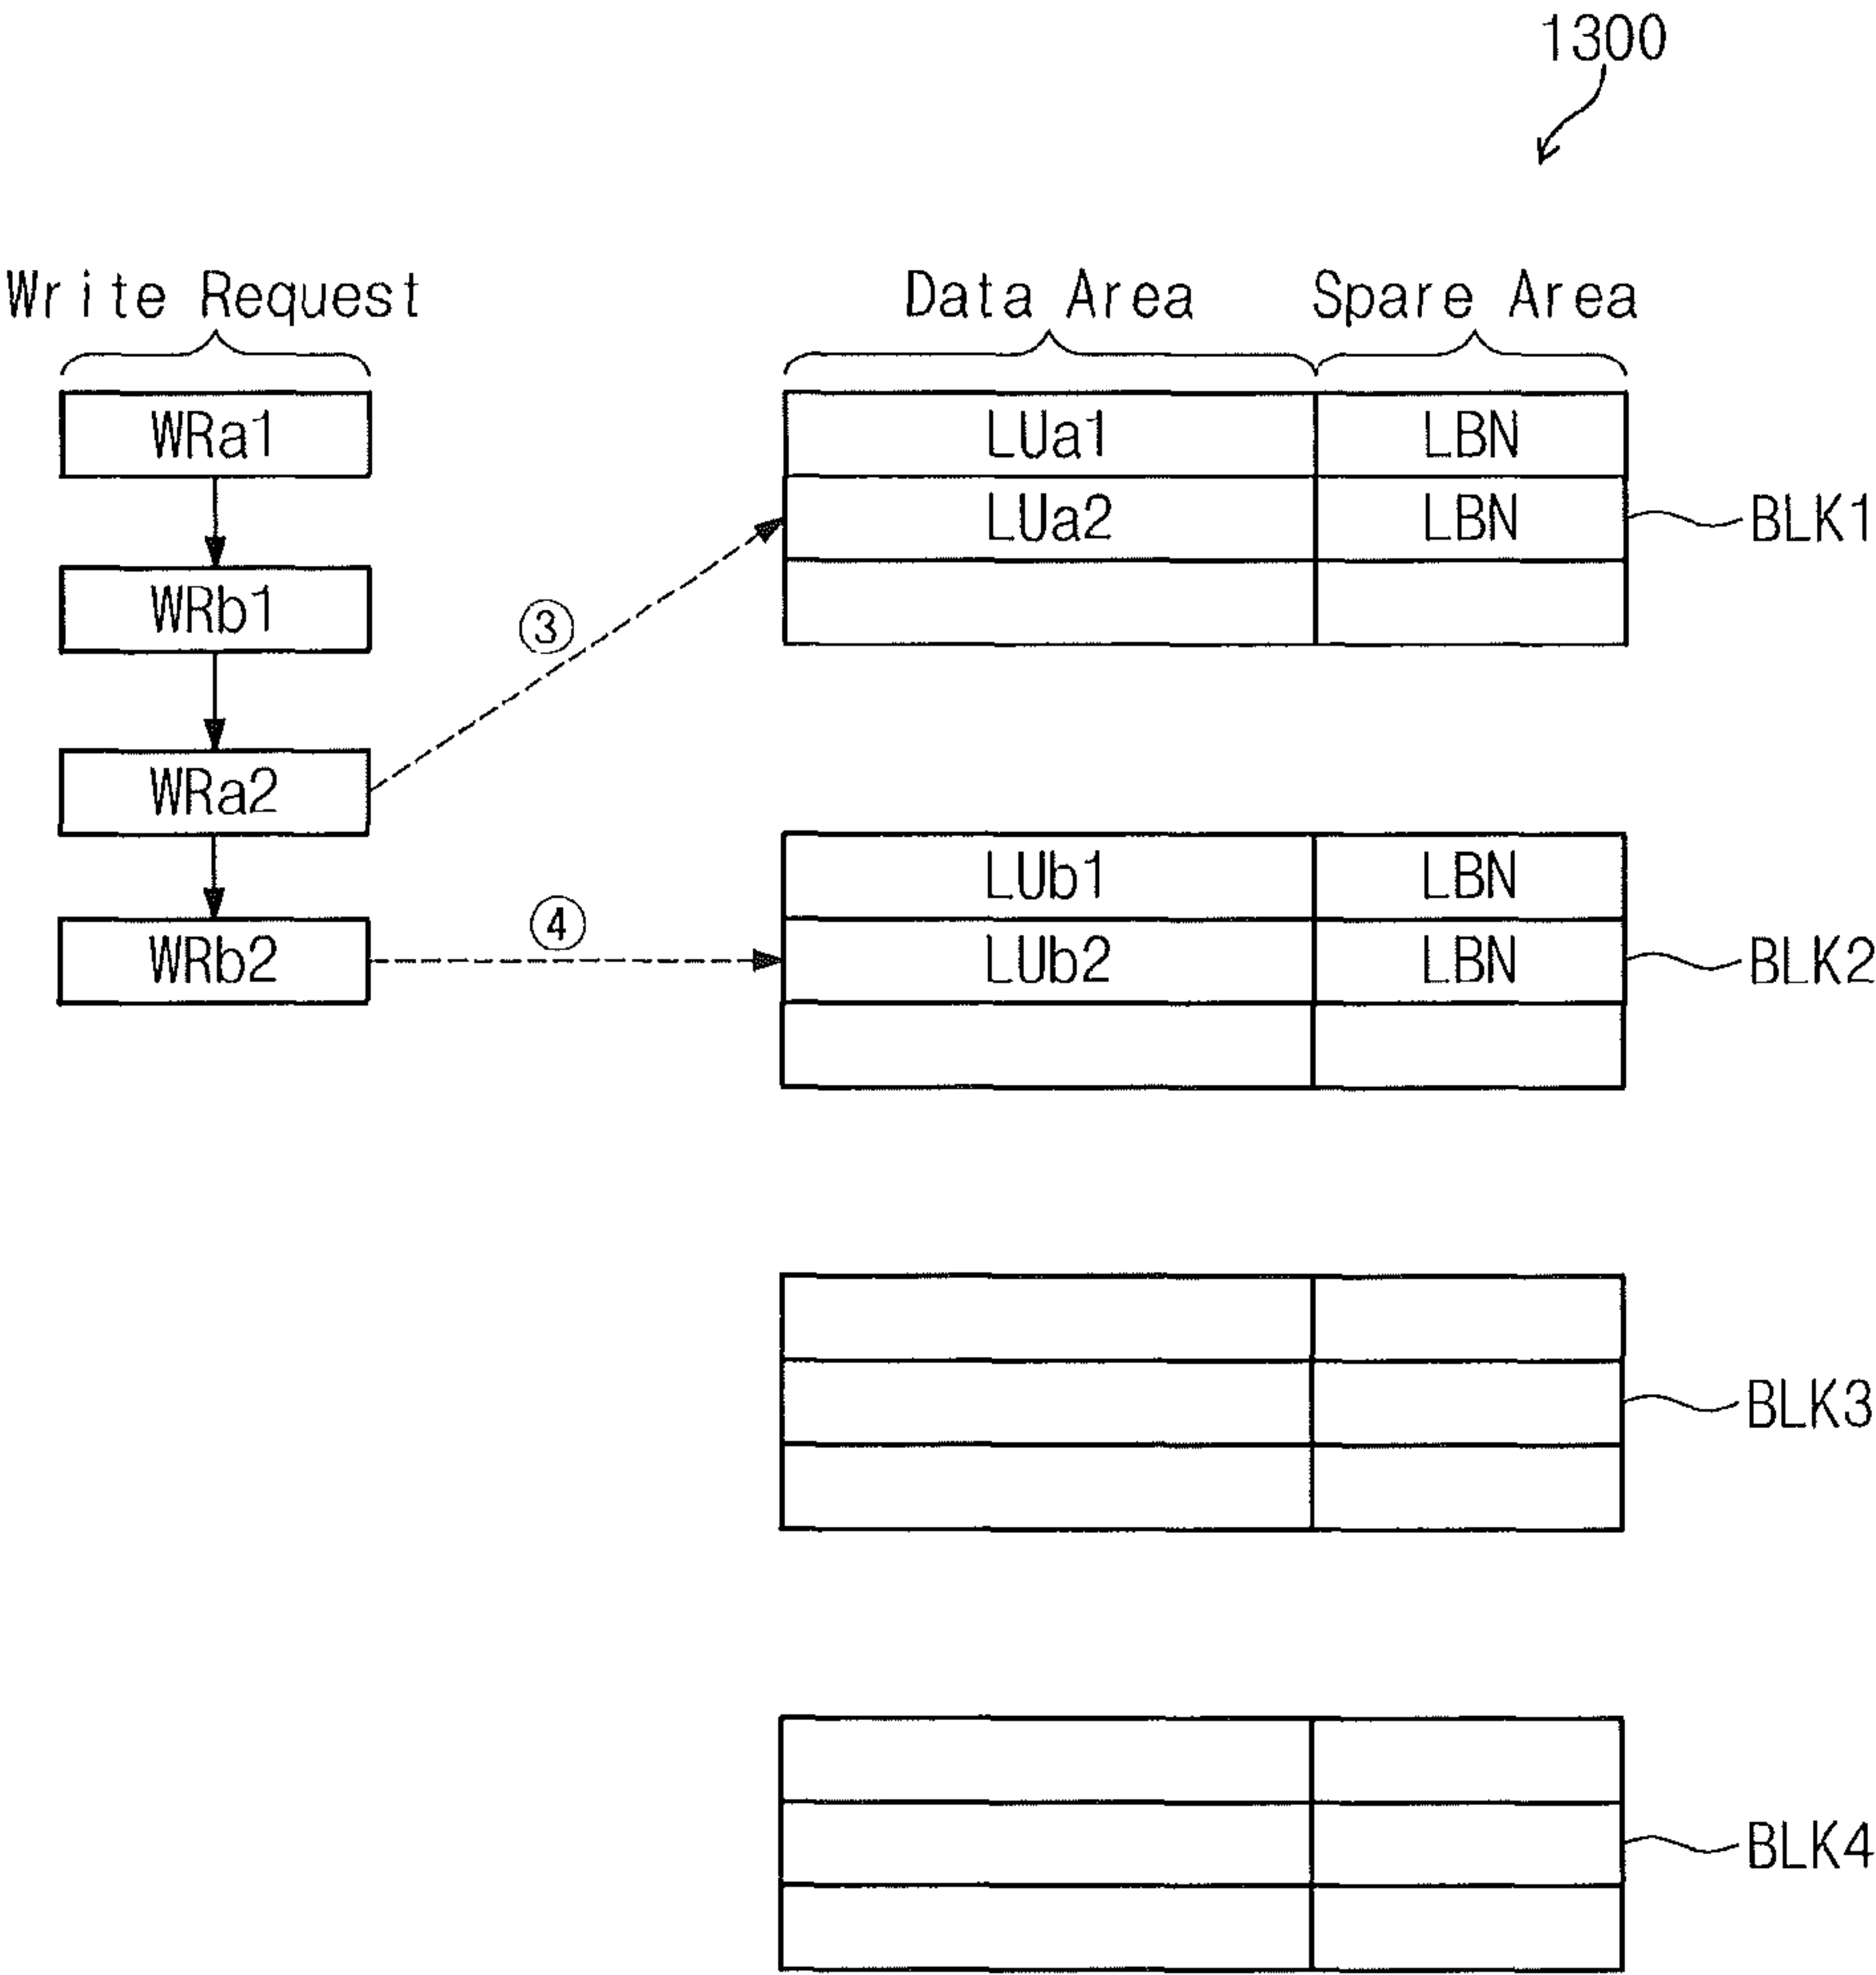 1300
Write Request Data Area Spare Area
WRa1 LUa1 LBN
LUa2 LBN BLK1
WRb1
③
WRa2
LUb1 LBN
④
WRb2 LUb2 LBN BLK2
BLK3
BLK4